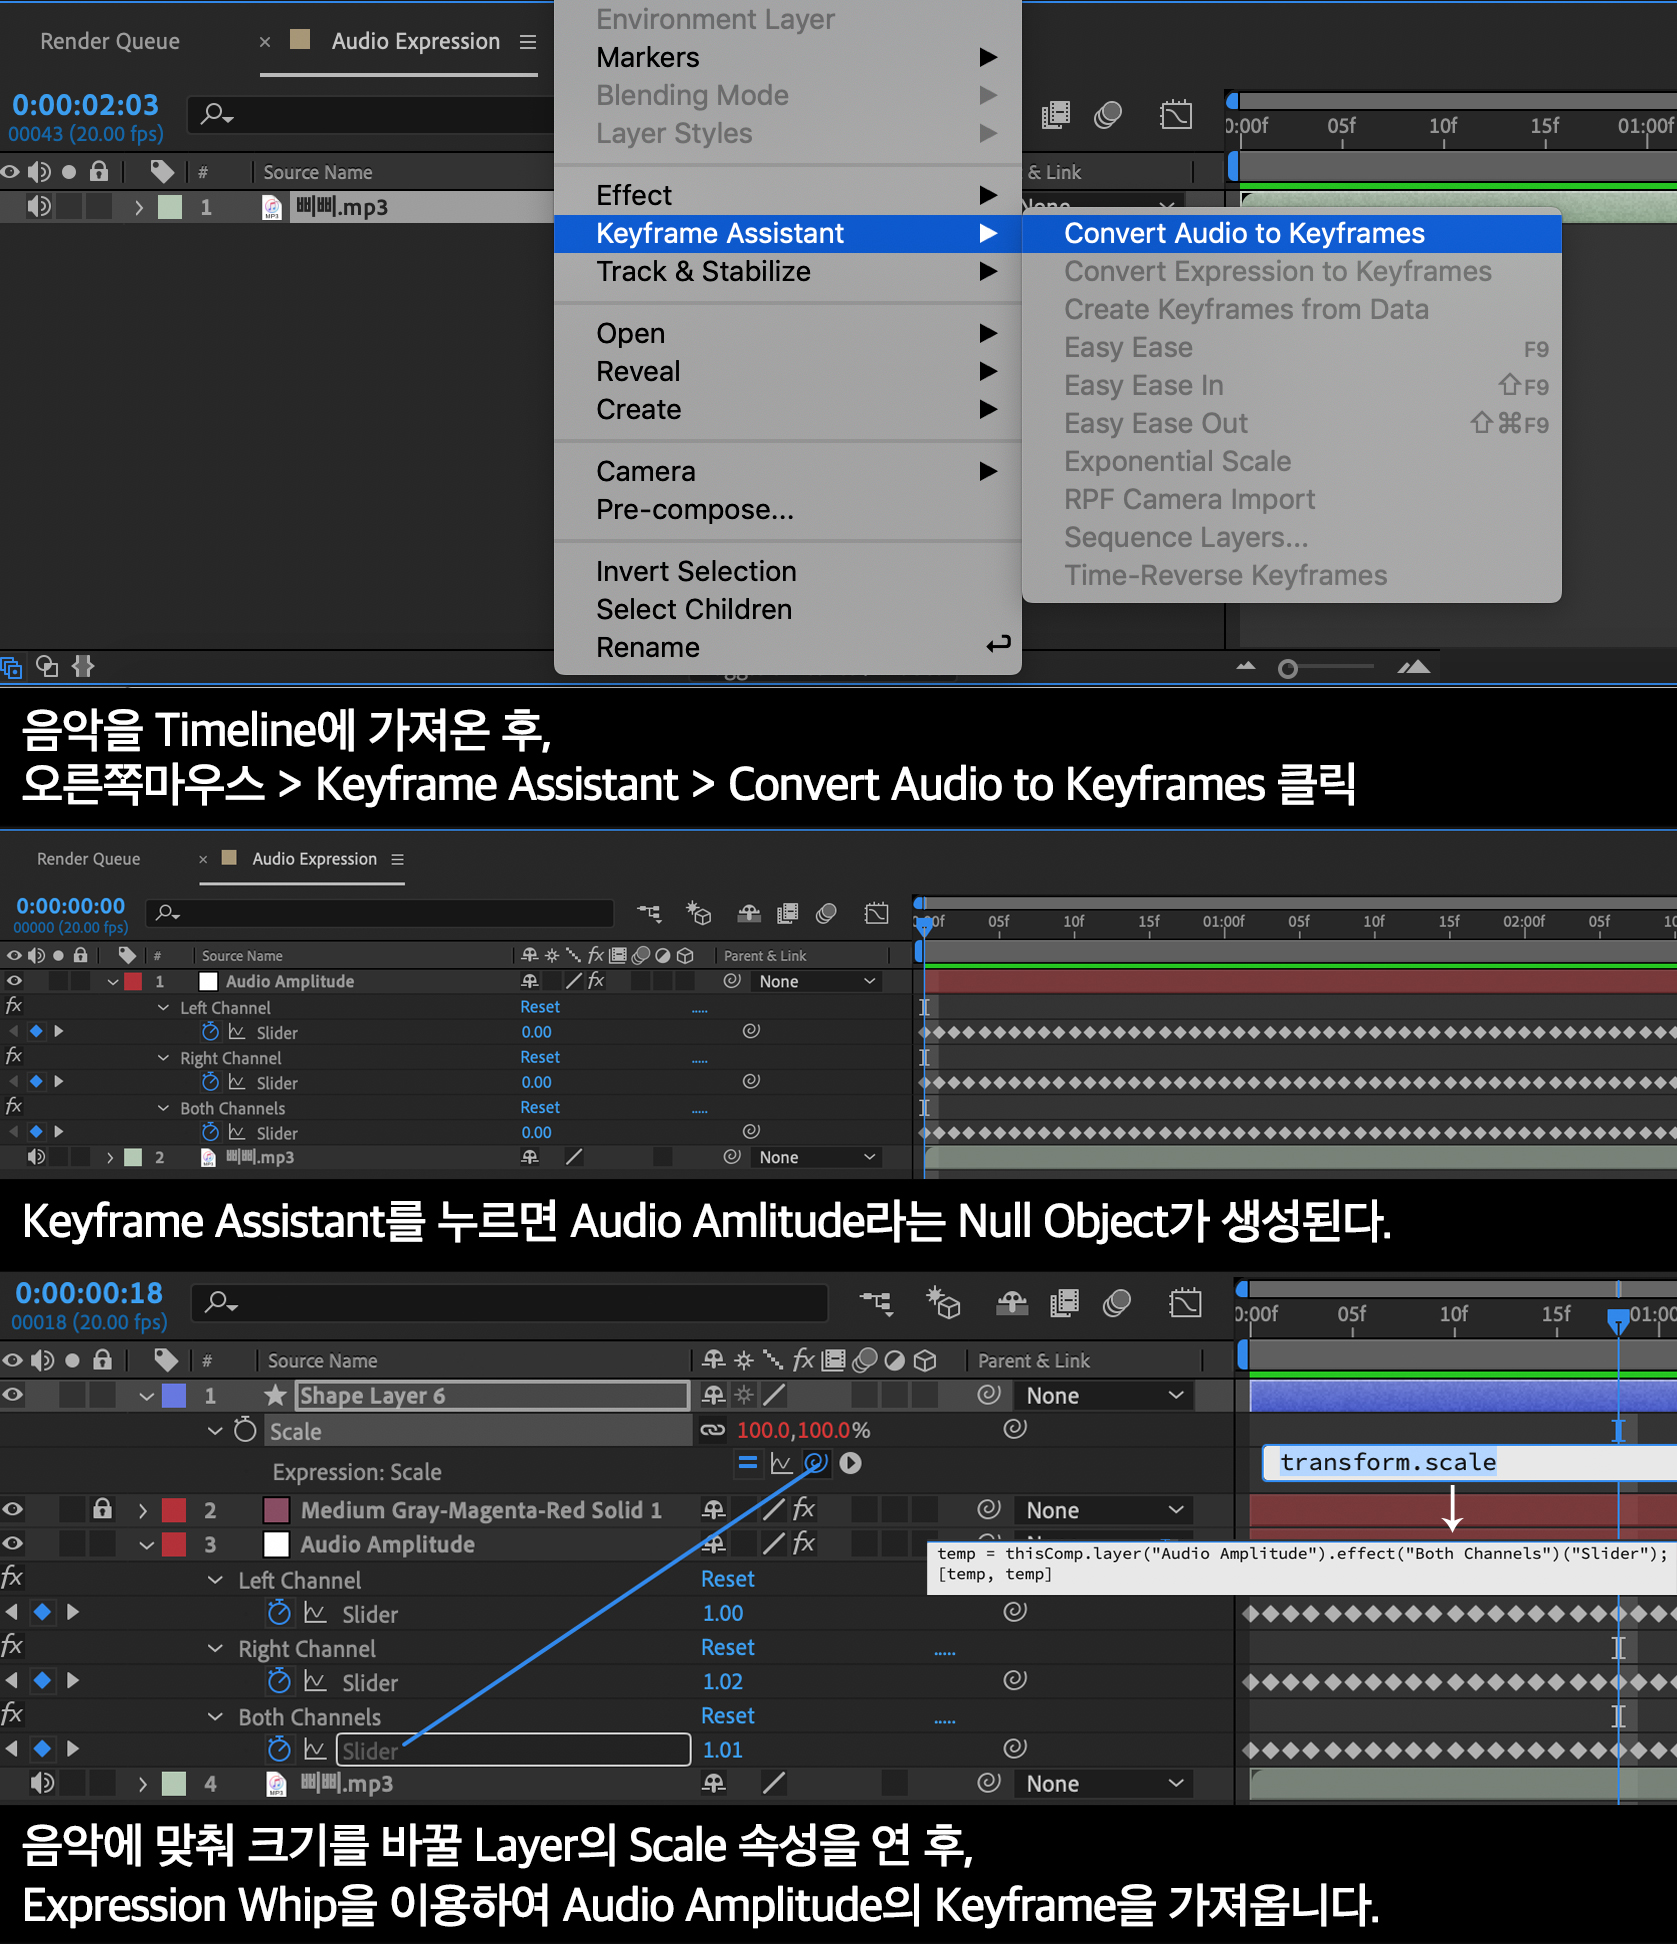 Render Queue
× Audio Expression
0:00:02:03
00043 (20.00 fps)
# Source Name
1 삐삐.mp3
Environment Layer
Markers
Blending Mode
Layer Styles
Effect
Keyframe Assistant
Track & Stabilize
Open
Reveal
Create
Camera
Pre-compose...
Invert Selection
Select Children
Rename
& Link
None
0:00f 05f 10f 15f 01:00f
Convert Audio to Keyframes
Convert Expression to Keyframes
Create Keyframes from Data
Easy Ease F9
Easy Ease In ⇧F9
Easy Ease Out ⇧⌘F9
Exponential Scale
RPF Camera Import
Sequence Layers...
Time-Reverse Keyframes
음악을 Timeline에 가져온 후,
오른쪽마우스 > Keyframe Assistant > Convert Audio to Keyframes 클릭
Render Queue
× Audio Expression
0:00:00:00
00000 (20.00 fps)
:00f 05f 10f 15f 01:00f 05f 10f 15f 02:00f 05f 10
# Source Name fx Parent & Link
1 Audio Amplitude fx None
fx Left Channel Reset .....
Slider 0.00
fx Right Channel Reset .....
Slider 0.00
fx Both Channels Reset .....
Slider 0.00
2 삐삐.mp3 None
Keyframe Assistant를 누르면 Audio Amlitude라는 Null Object가 생성된다.
0:00:00:18
00018 (20.00 fps)
0:00f 05f 10f 15f 01:00
# Source Name fx Parent & Link
1 Shape Layer 6 None
Scale 100.0,100.0%
Expression: Scale
transform.scale
2 Medium Gray-Magenta-Red Solid 1 fx None
3 Audio Amplitude fx
temp = thisComp.layer("Audio Amplitude").effect("Both Channels")("Slider");
[temp, temp]
fx Left Channel Reset
Slider 1.00
fx Right Channel Reset .....
Slider 1.02
fx Both Channels Reset .....
Slider 1.01
4 삐삐.mp3 None
음악에 맞춰 크기를 바꿀 Layer의 Scale 속성을 연 후,
Expression Whip을 이용하여 Audio Amplitude의 Keyframe을 가져옵니다.